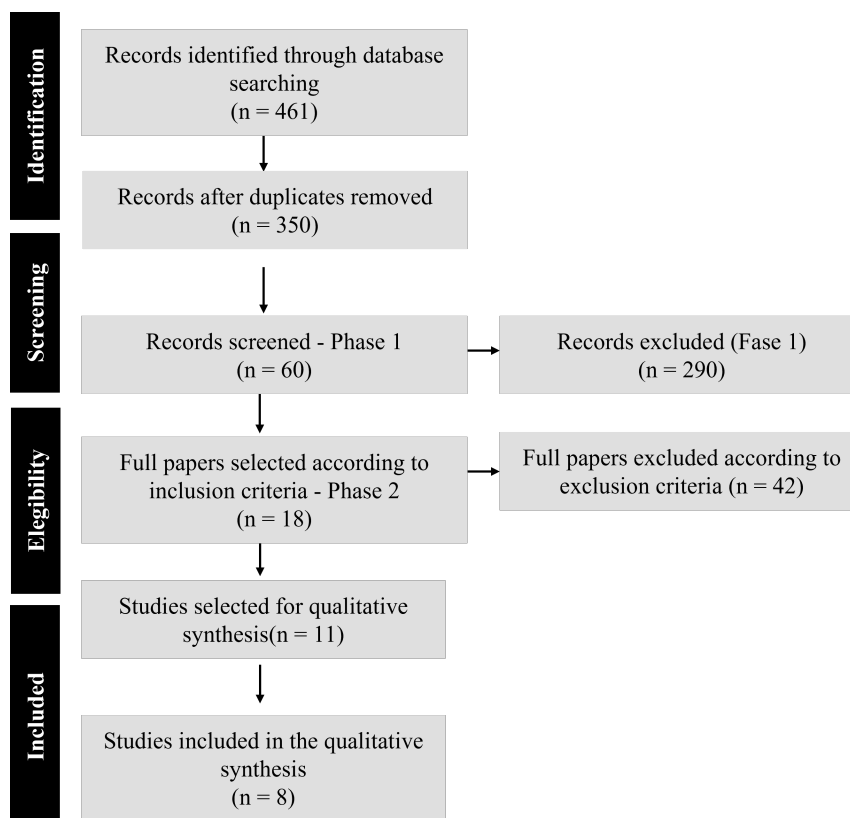 Identification
Records identified through database
searching
(n = 461)
Records after duplicates removed
(n = 350)
Screening
Records screened - Phase 1
(n = 60)
Records excluded (Fase 1)
(n = 290)
Elegibility
Full papers selected according to
inclusion criteria - Phase 2
(n = 18)
Full papers excluded according to
exclusion criteria (n = 42)
Included
Studies selected for qualitative
synthesis(n = 11)
Studies included in the qualitative
synthesis
(n = 8)